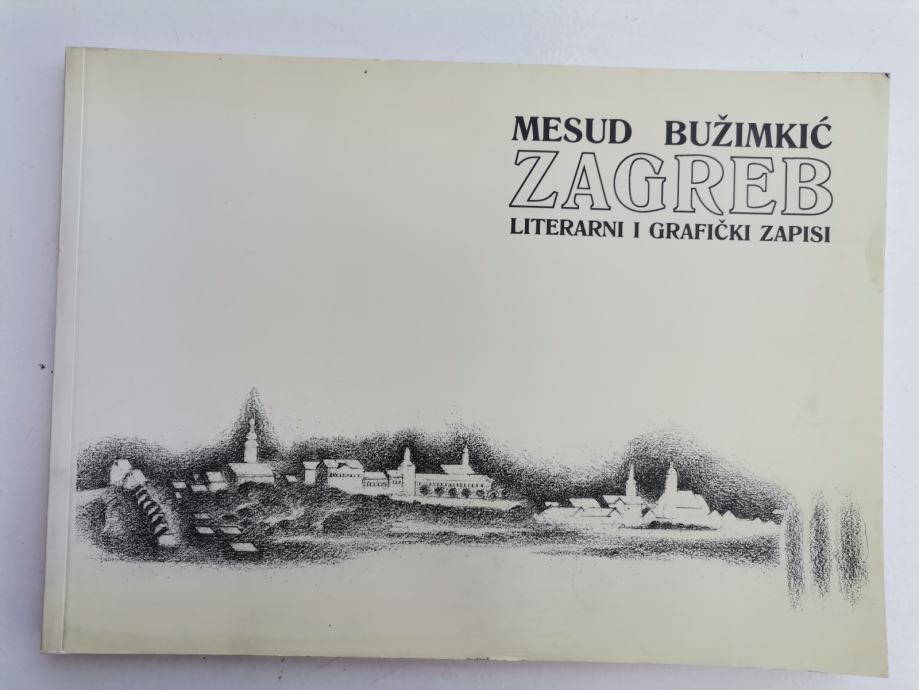 MESUD BUŽIMKIĆ
ZAGREB
LITERARNI I GRAFIČKI ZAPISI